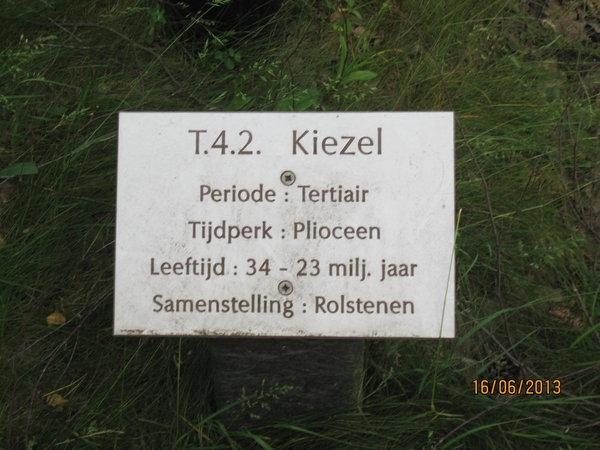 T.4.2. Kiezel
Periode : Tertiair
Tijdperk : Plioceen
Leeftijd : 34 - 23 milj. jaar
Samenstelling : Rolstenen
16/06/2013